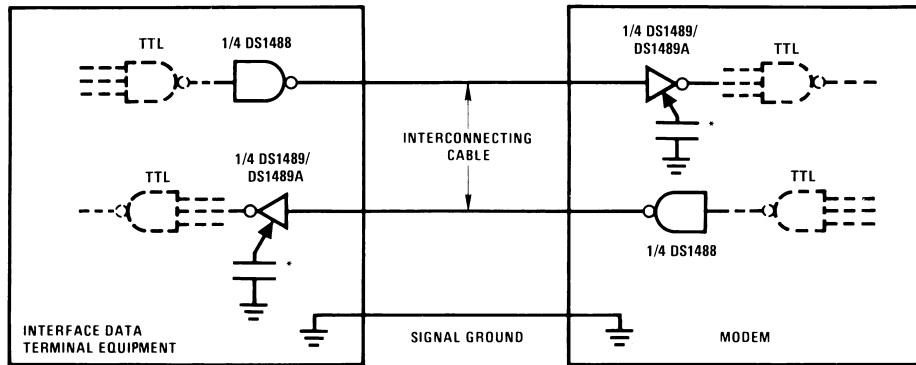 TTL
1/4 DS1488
1/4 DS1489/
DS1489A
TTL
*
INTERCONNECTING
CABLE
TTL
1/4 DS1489/
DS1489A
TTL
1/4 DS1488
*
INTERFACE DATA
TERMINAL EQUIPMENT
SIGNAL GROUND
MODEM